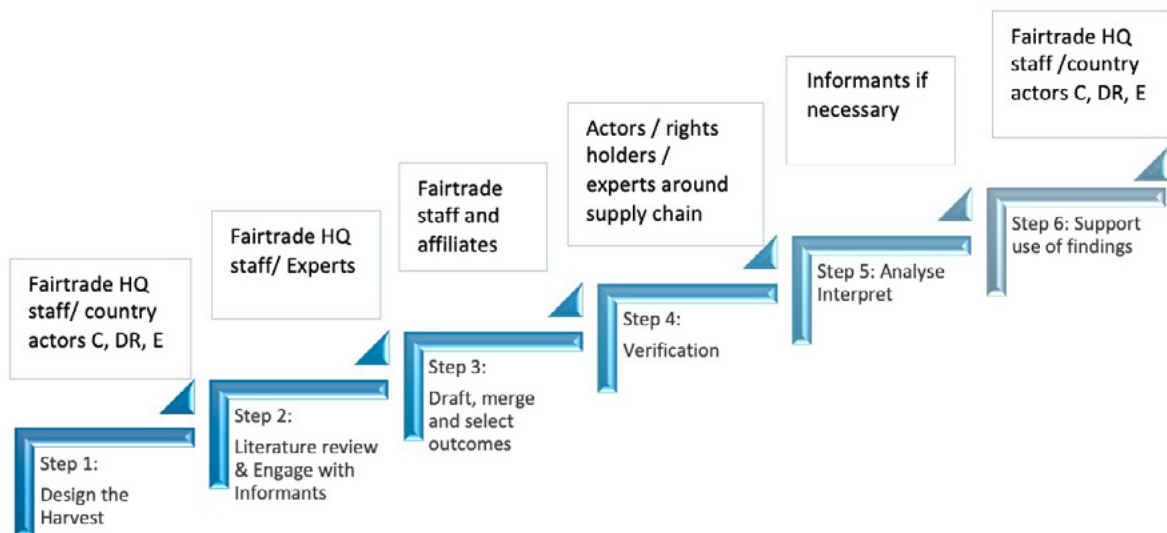 Fairtrade HQ
staff/ country
actors C, DR, E
Step 1:
Design the
Harvest
Fairtrade HQ
staff/ Experts
Step 2:
Literature review
& Engage with
Informants
Fairtrade
staff and
affiliates
Step 3:
Draft, merge
and select
outcomes
Actors / rights
holders /
experts around
supply chain
Step 4:
Verification
Informants if
necessary
Step 5: Analyse
Interpret
Fairtrade HQ
staff /country
actors C, DR, E
Step 6: Support
use of findings